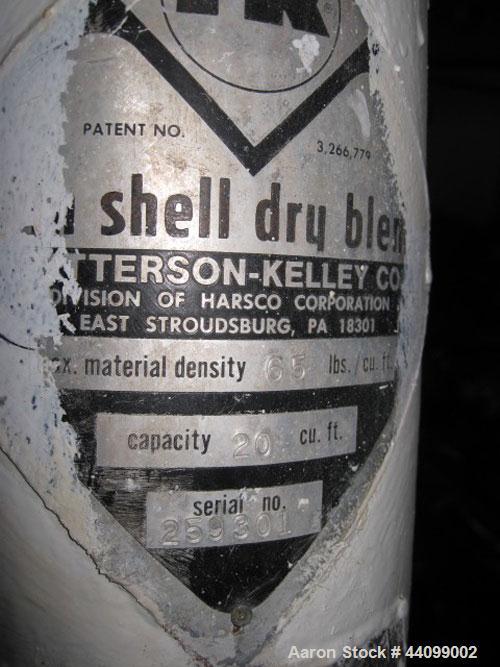 PK
PATENT NO. 3,266,779
shell dry blen
TTERSON-KELLEY CO
DIVISION OF HARSCO CORPORATION
EAST STROUDSBURG, PA 18301
x. material density 65 lbs./cu. ft.
capacity 20 cu. ft.
serial no.
259301
Aaron Stock # 44099002